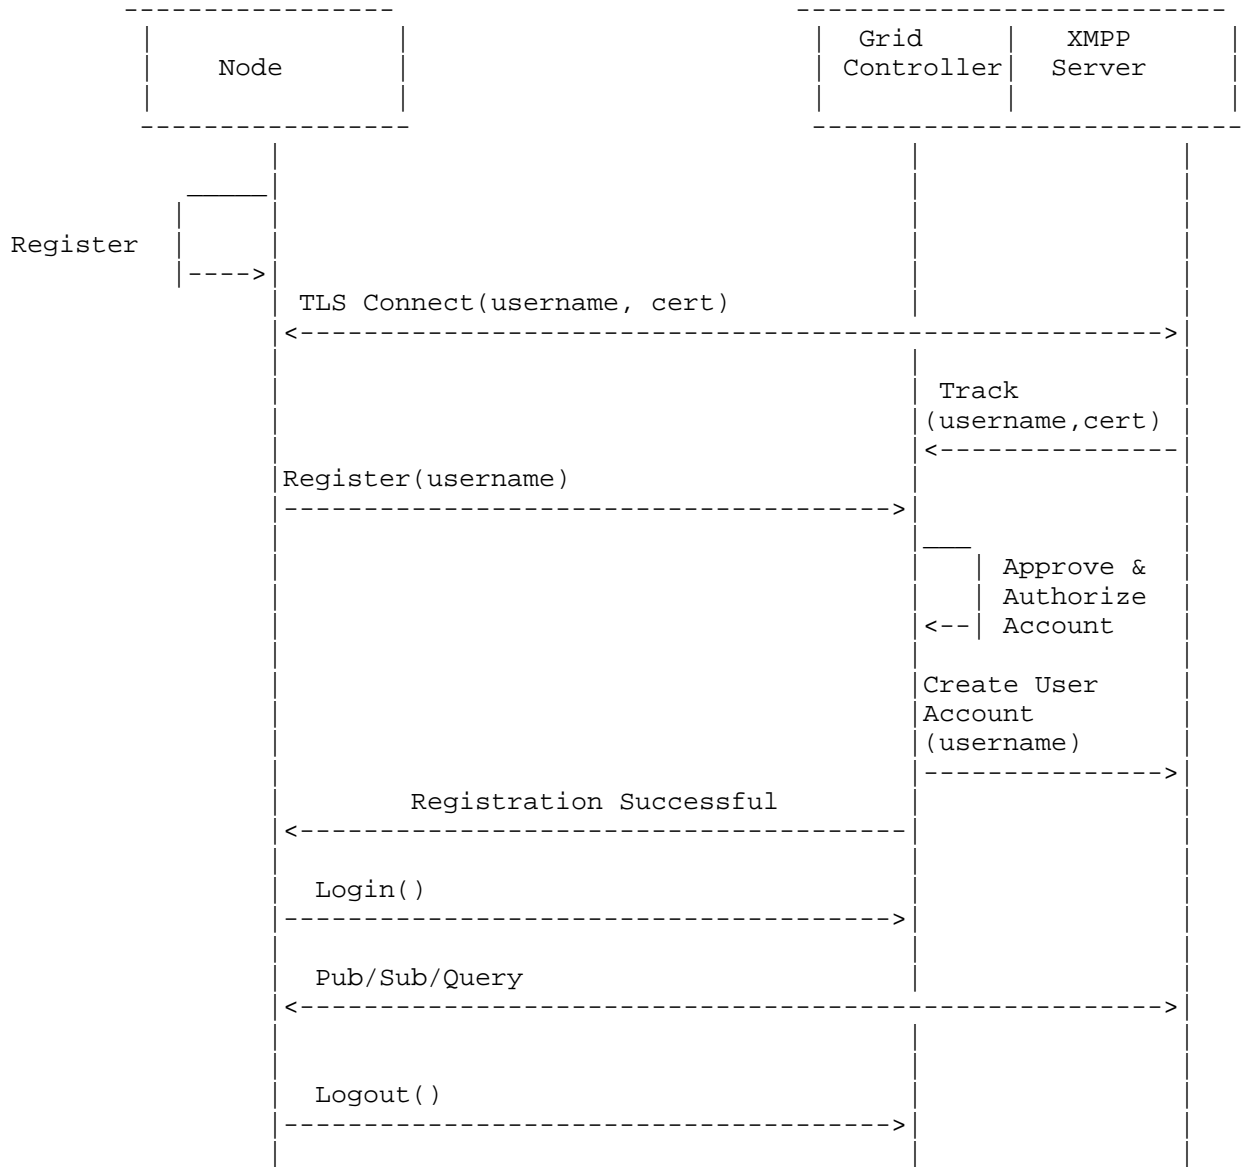 Grid XMPP
Node Controller Server
Register
TLS Connect(username, cert)
Track
(username,cert)
Register(username)
Approve &
Authorize
Account
Create User
Account
(username)
Registration Successful
Login()
Pub/Sub/Query
Logout()